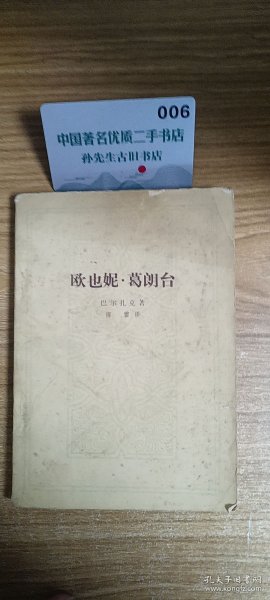 006
中国著名优质二手书店
孙先生古旧书店
欧也妮·葛朗台
巴尔扎克著
傅雷译
孔夫子旧书网